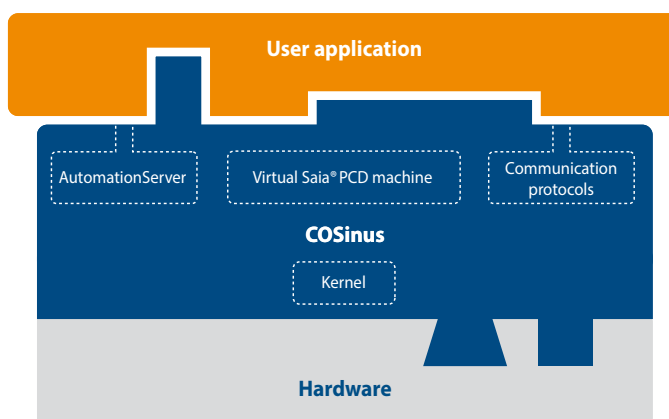 User application
AutomationServer
Virtual Saia® PCD machine
Communication
protocols
COSinus
Kernel
Hardware